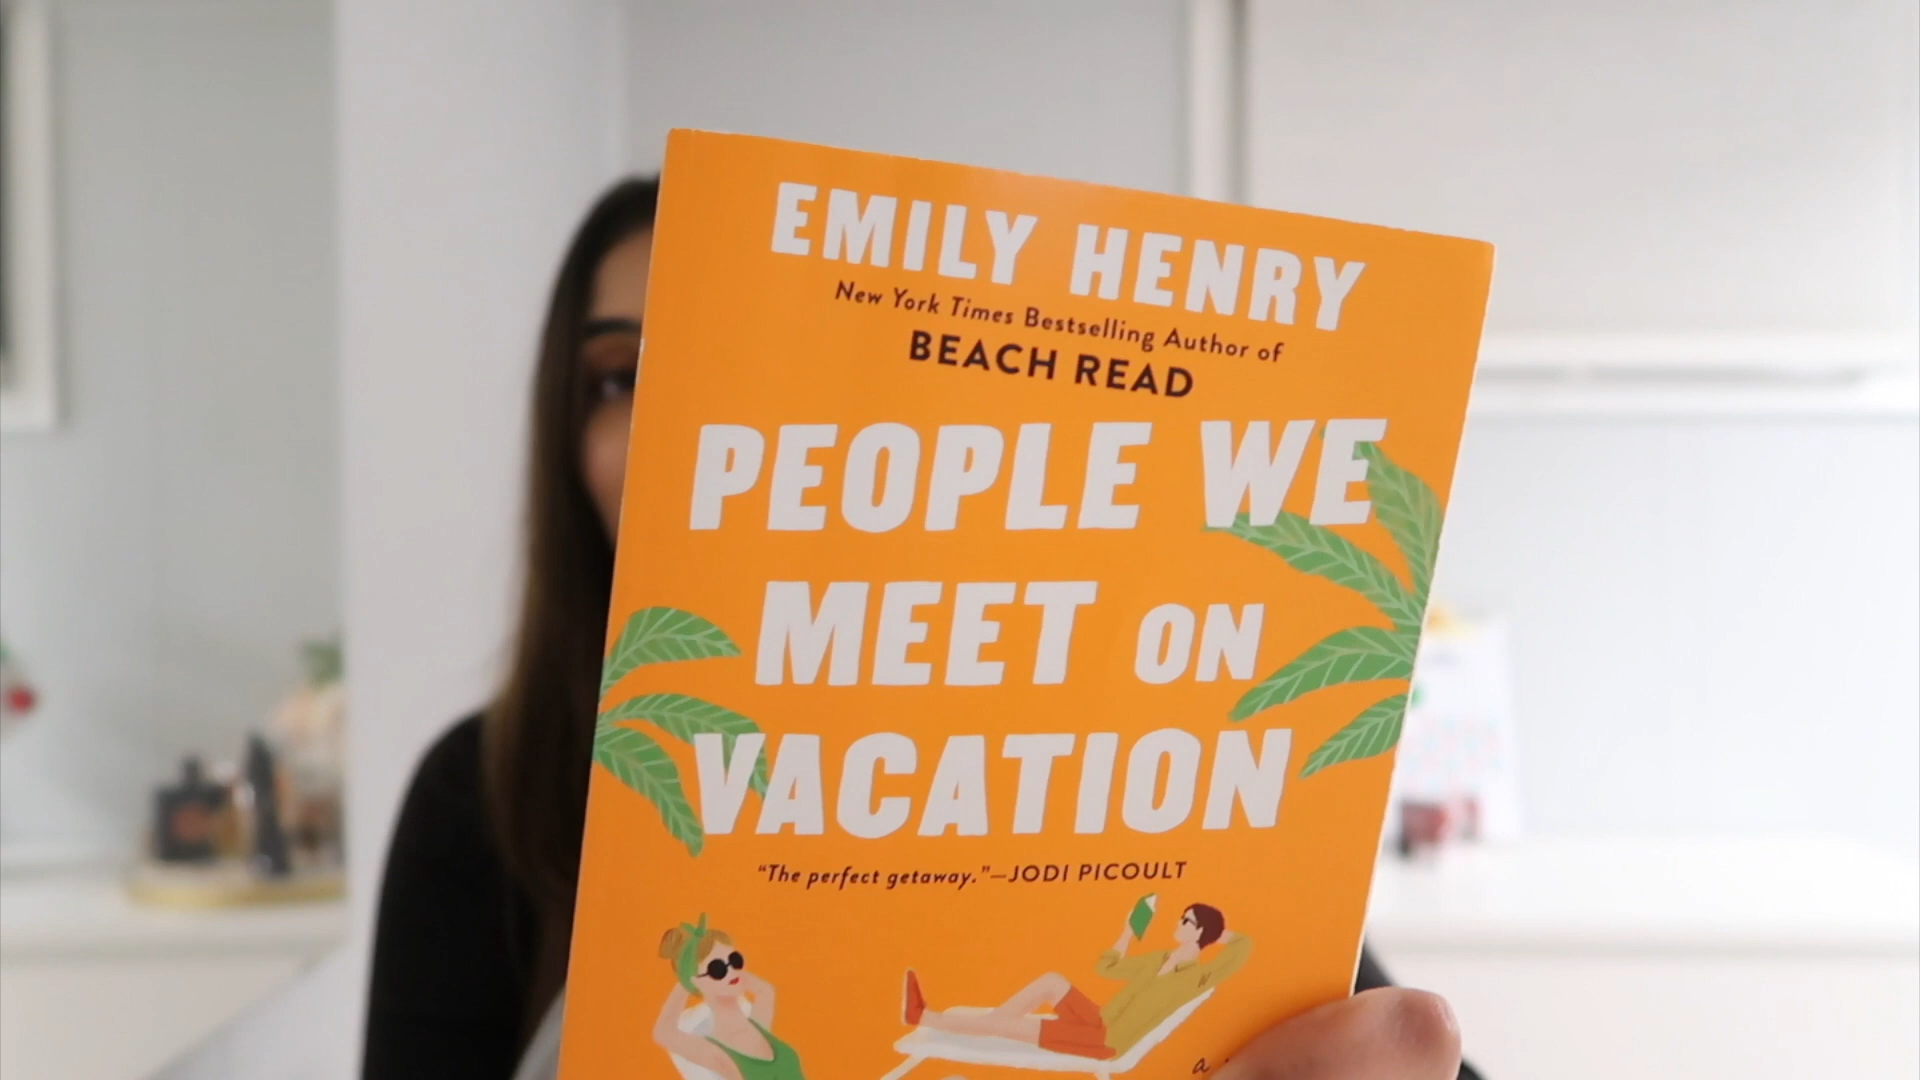 EMILY HENRY
New York Times Bestselling Author of
BEACH READ
PEOPLE WE
MEET ON
VACATION
"The perfect getaway."—JODI PICOULT
a